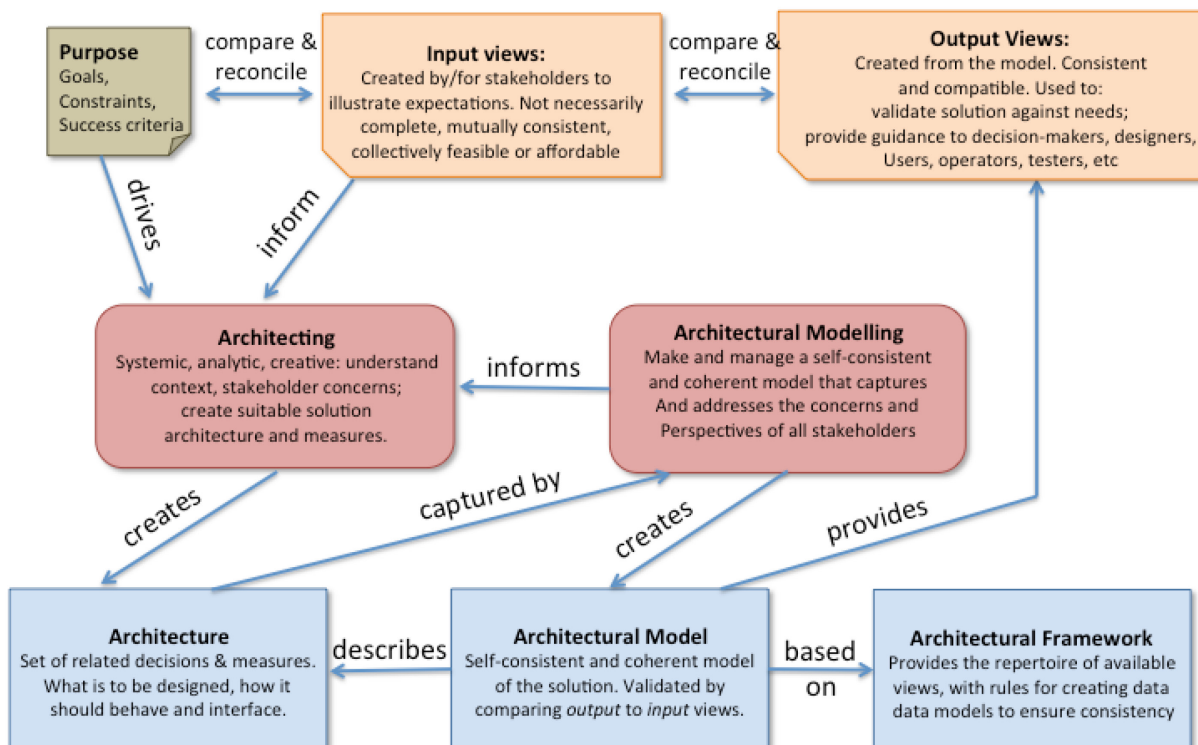 Purpose
Goals,
Constraints,
Success criteria
compare &
reconcile
Input views:
Created by/for stakeholders to
illustrate expectations. Not necessarily
complete, mutually consistent,
collectively feasible or affordable
compare &
reconcile
Output Views:
Created from the model. Consistent
and compatible. Used to:
validate solution against needs;
provide guidance to decision-makers, designers,
Users, operators, testers, etc
drives
inform
Architecting
Systemic, analytic, creative: understand
context, stakeholder concerns;
create suitable solution
architecture and measures.
informs
Architectural Modelling
Make and manage a self-consistent
and coherent model that captures
And addresses the concerns and
Perspectives of all stakeholders
creates
captured by
creates
provides
Architecture
Set of related decisions & measures.
What is to be designed, how it
should behave and interface.
describes
Architectural Model
Self-consistent and coherent model
of the solution. Validated by
comparing output to input views.
based
on
Architectural Framework
Provides the repertoire of available
views, with rules for creating data
data models to ensure consistency